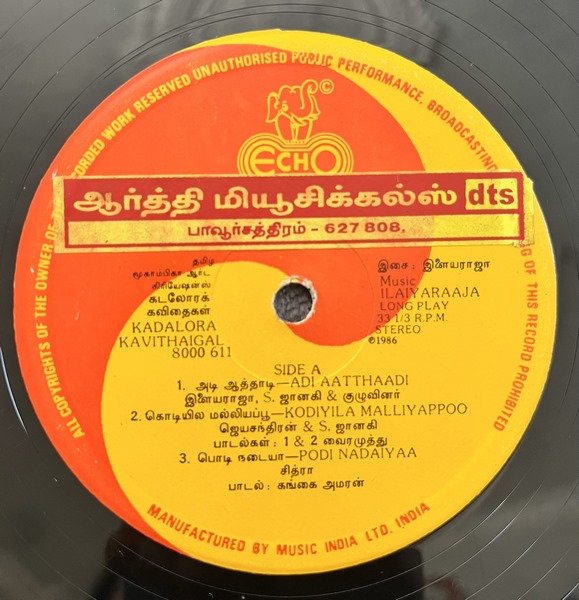 ALL COPYRIGHTS OF THE OWNER OF
CORDED WORK RESERVED UNAUTHORISED PUBLIC PERFORMANCE, BROADCASTING
NG OF THIS RECORD PROHIBITED
©
ECHO
ஆர்த்தி மியூசிக்கல்ஸ் dts
பாவூர்சத்திரம் - 627 808.
தமிழ்
மூகாம்பிகா ஆர்ட்
கிரியேஷன்ஸ்
கடலோரக்
கவிதைகள்
KADALORA
KAVITHAIGAL
8000 611
இசை : இளையராஜா
Music
ILAIYARAAJA
LONG PLAY
33 1/3 R.P.M.
STEREO
℗1986
SIDE A
1. அடி ஆத்தாடி—ADI AATTHAADI
இளையராஜா, S. ஜானகி & குழுவினர்
2. கொடியில மல்லியப்பூ—KODIYILA MALLIYAPPOO
ஜெயசந்திரன் & S. ஜானகி
பாடல்கள் : 1 & 2 வைரமுத்து
3. பொடி நடையா—PODI NADAIYAA
சித்ரா
பாடல் : கங்கை அமரன்
MANUFACTURED BY MUSIC INDIA LTD. INDIA